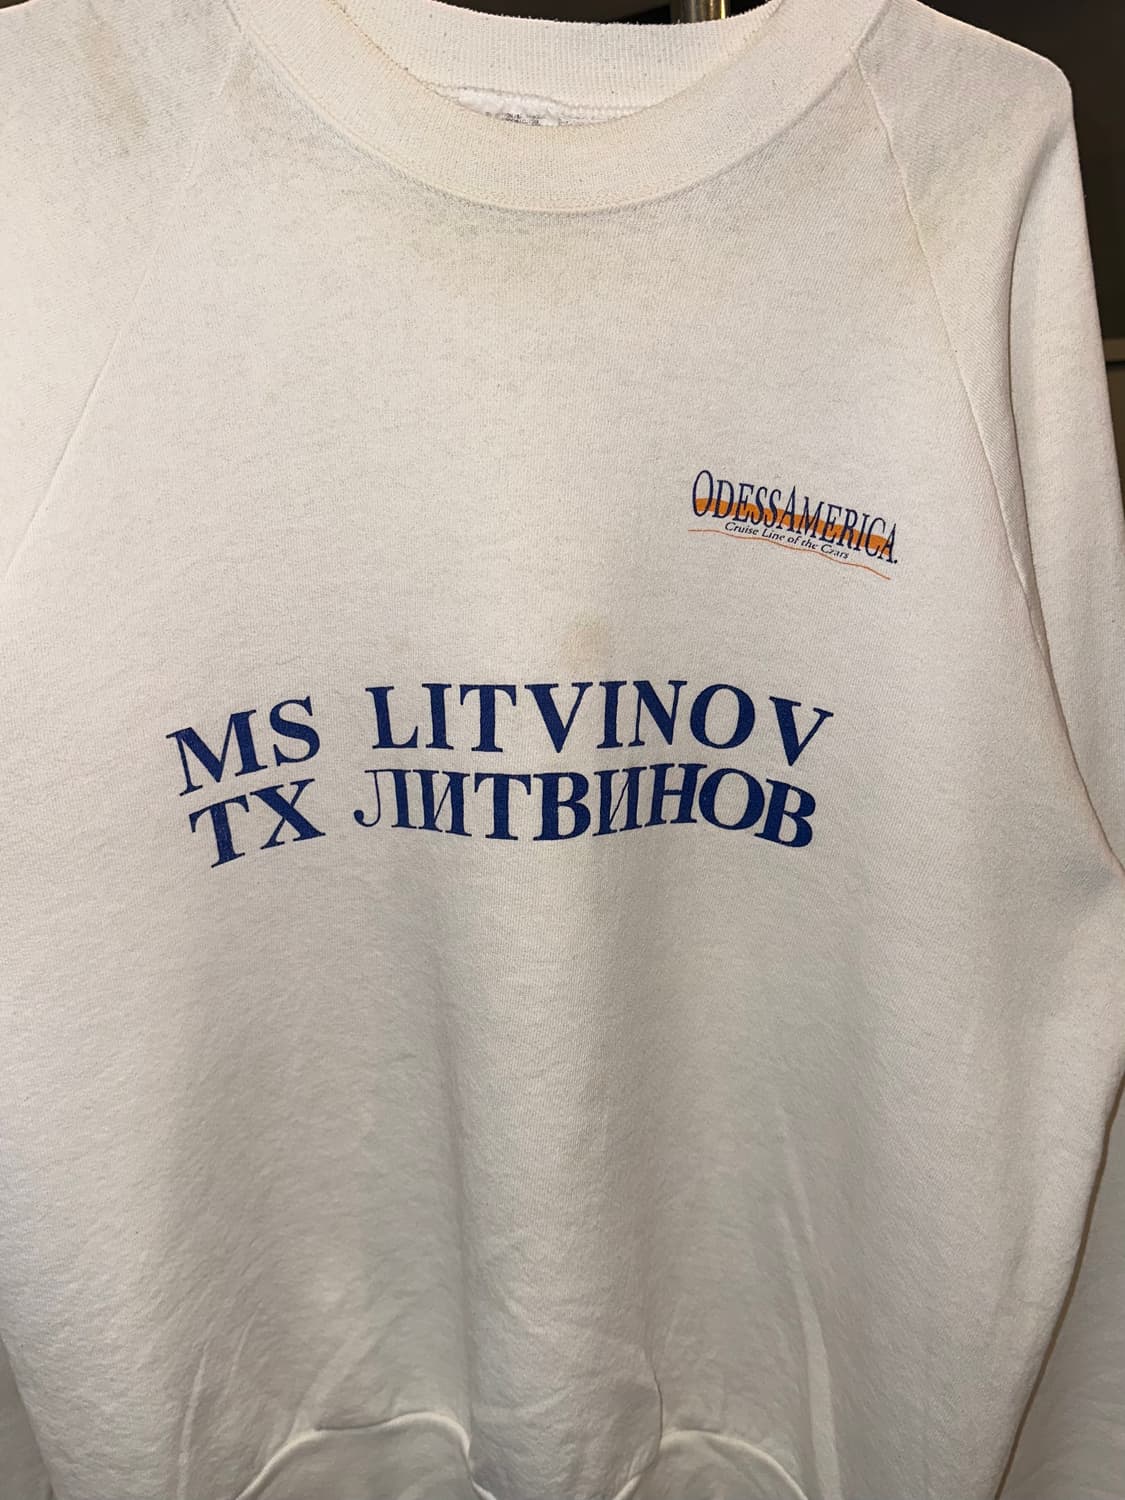 ODESSAMERICA.
Cruise Line of the Czars
MS LITVINOV
ТХ ЛИТВИНОВ